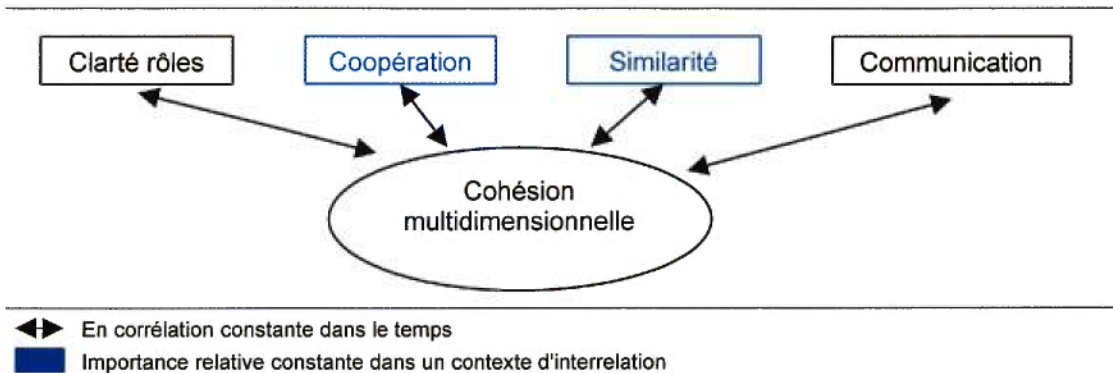 Clarté rôles
Coopération
Similarité
Communication
Cohésion
multidimensionnelle
En corrélation constante dans le temps
Importance relative constante dans un contexte d'interrelation